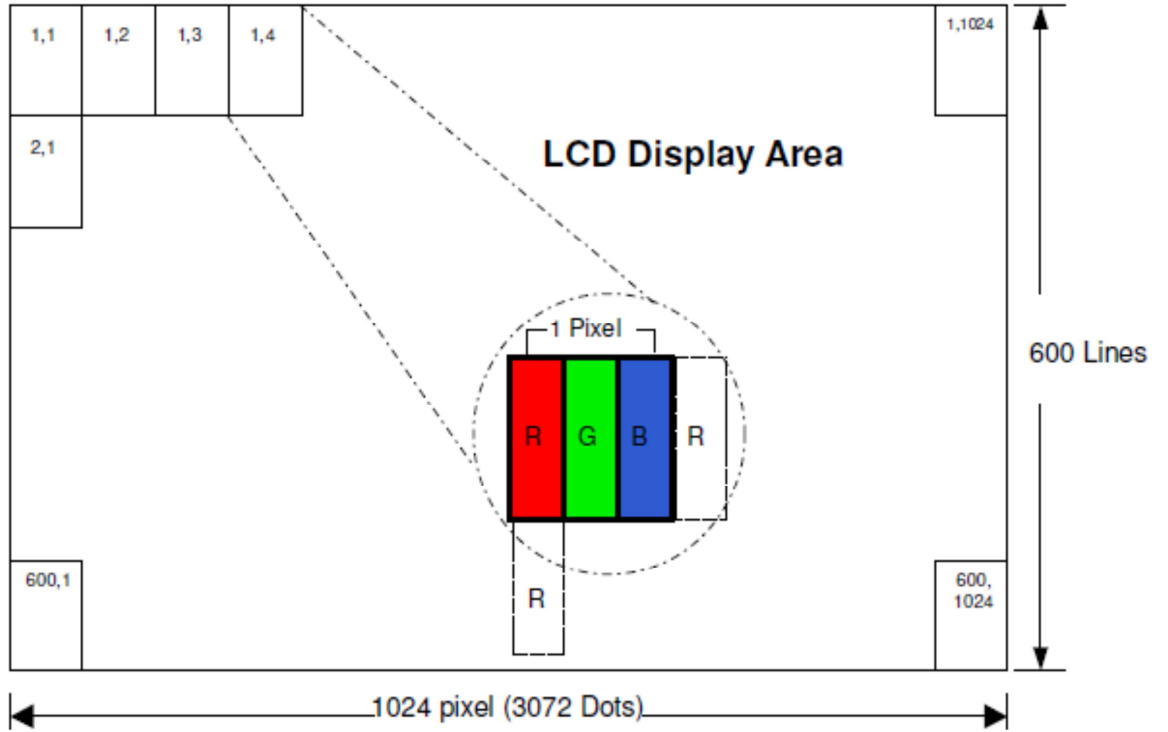 1,1
1,2
1,3
1,4
1,1024
2,1
LCD Display Area
1 Pixel
600 Lines
R
G
B
R
600,1
R
600,
1024
1024 pixel (3072 Dots)